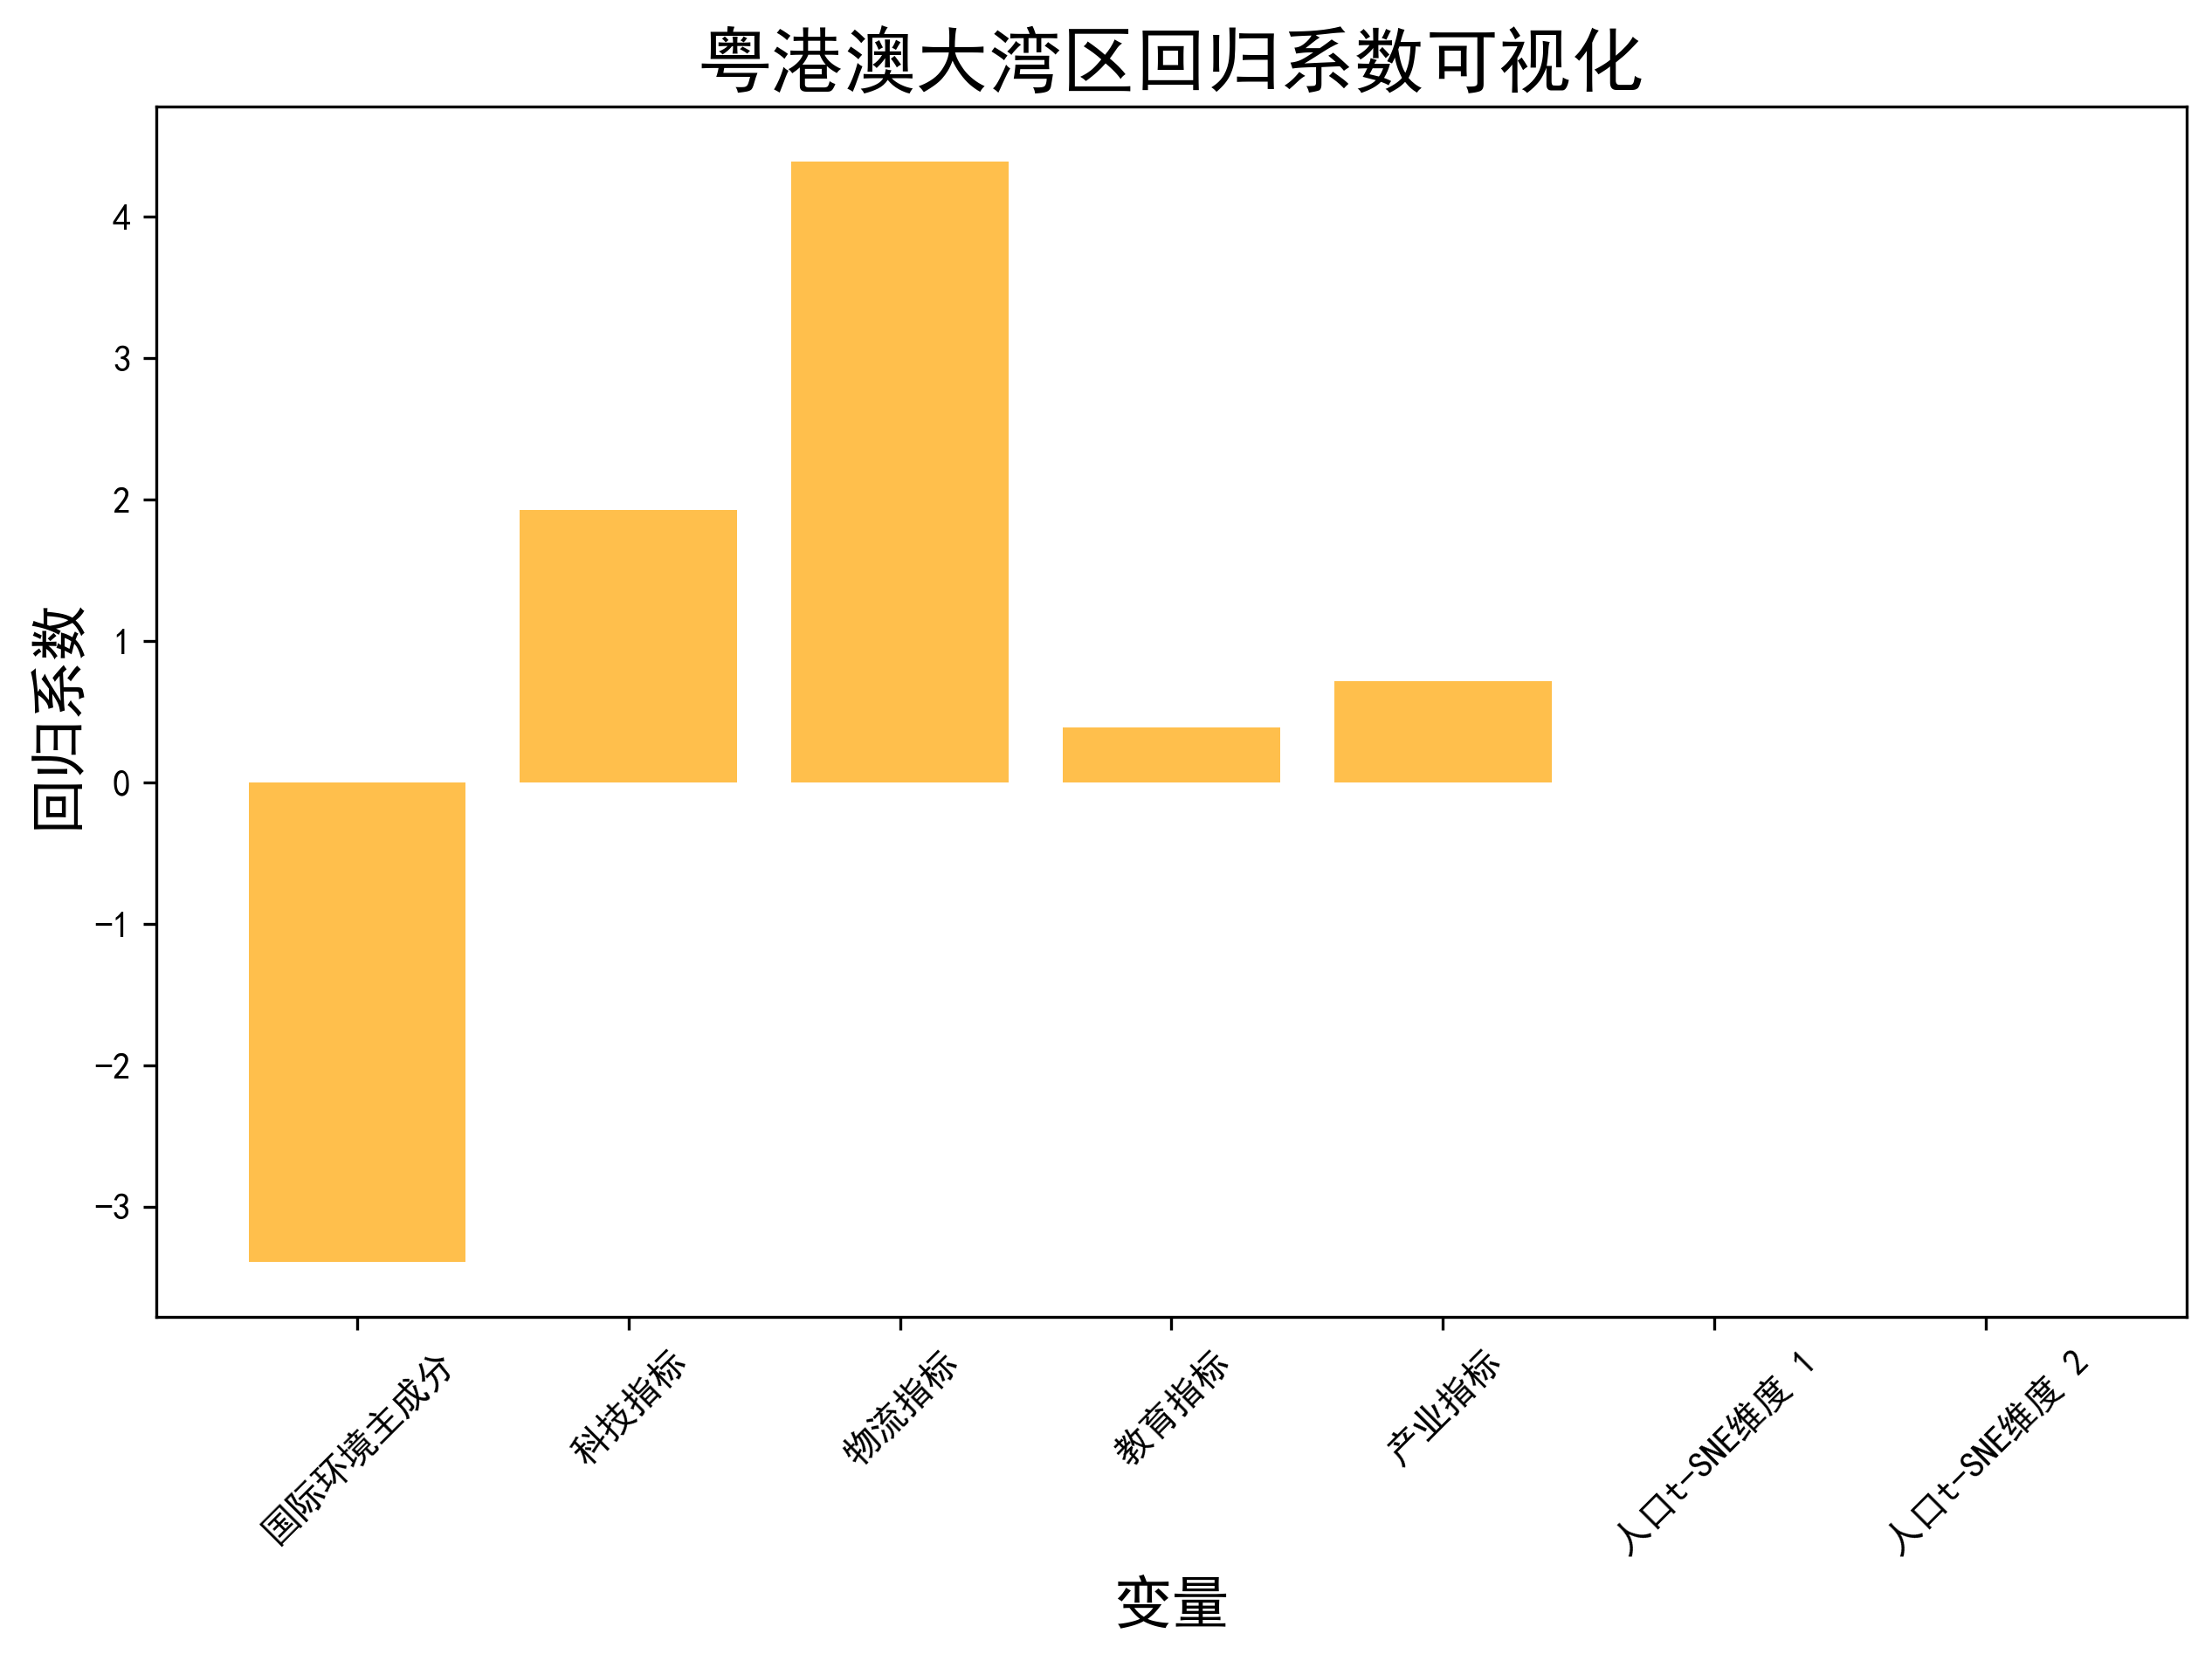 粤港澳大湾区回归系数可视化
回归系数
4
3
2
1
0
−1
−2
−3
国际环境主成分
科技指标
物流指标
教育指标
产业指标
人口t-SNE维度 1
人口t-SNE维度 2
变量